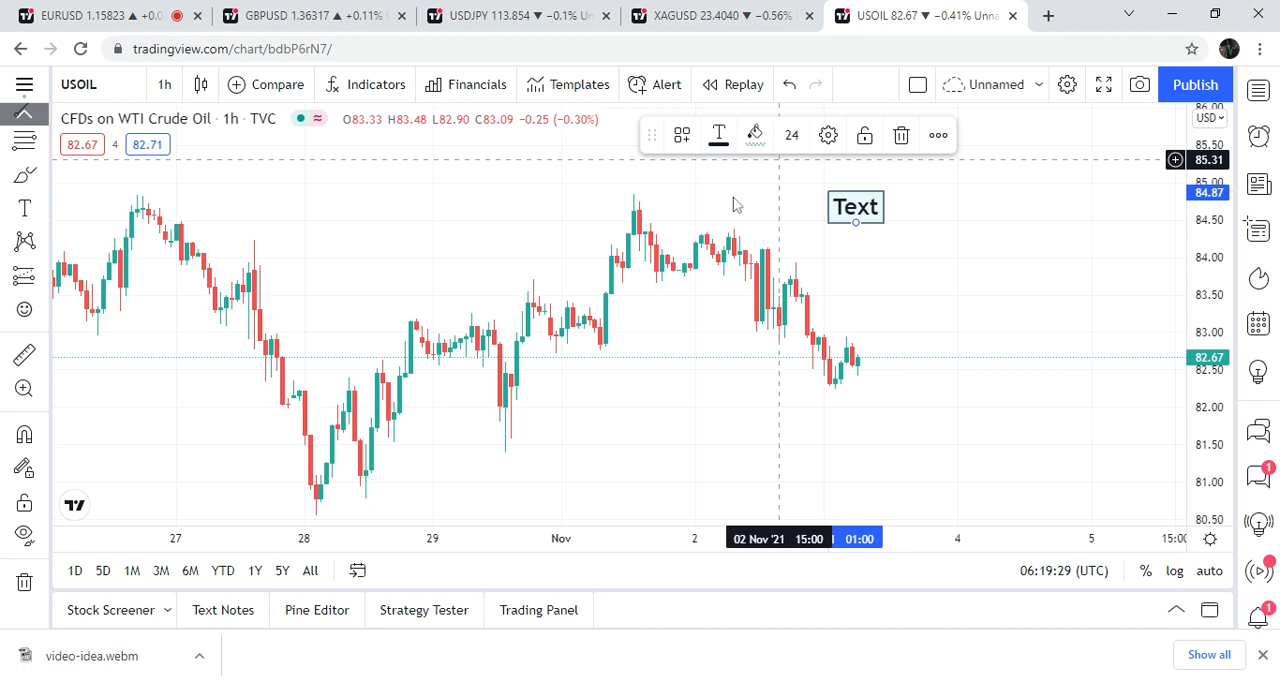 EURUSD 1.15823 ▲ +0.0
GBPUSD 1.36317 ▲ +0.11%
USDJPY 113.854 ▼ −0.1% Un
XAGUSD 23.4040 ▼ −0.56%
USOIL 82.67 ▼ −0.41% Unna
tradingview.com/chart/bdbP6rN7/
USOIL 1h Compare Indicators Financials Templates Alert Replay Unnamed Publish
CFDs on WTI Crude Oil · 1h · TVC O83.33 H83.48 L82.90 C83.09 −0.25 (−0.30%)
82.67 4 82.71
24
USD
86.00
85.50
85.31
85.00
84.87
84.50
84.00
83.50
83.00
82.67
82.50
82.00
81.50
81.00
80.50
Text
27 28 29 Nov 2 02 Nov '21 15:00 01:00 4 5 15:00
1D 5D 1M 3M 6M YTD 1Y 5Y All 06:19:29 (UTC) % log auto
Stock Screener Text Notes Pine Editor Strategy Tester Trading Panel
1
1
video-idea.webm Show all